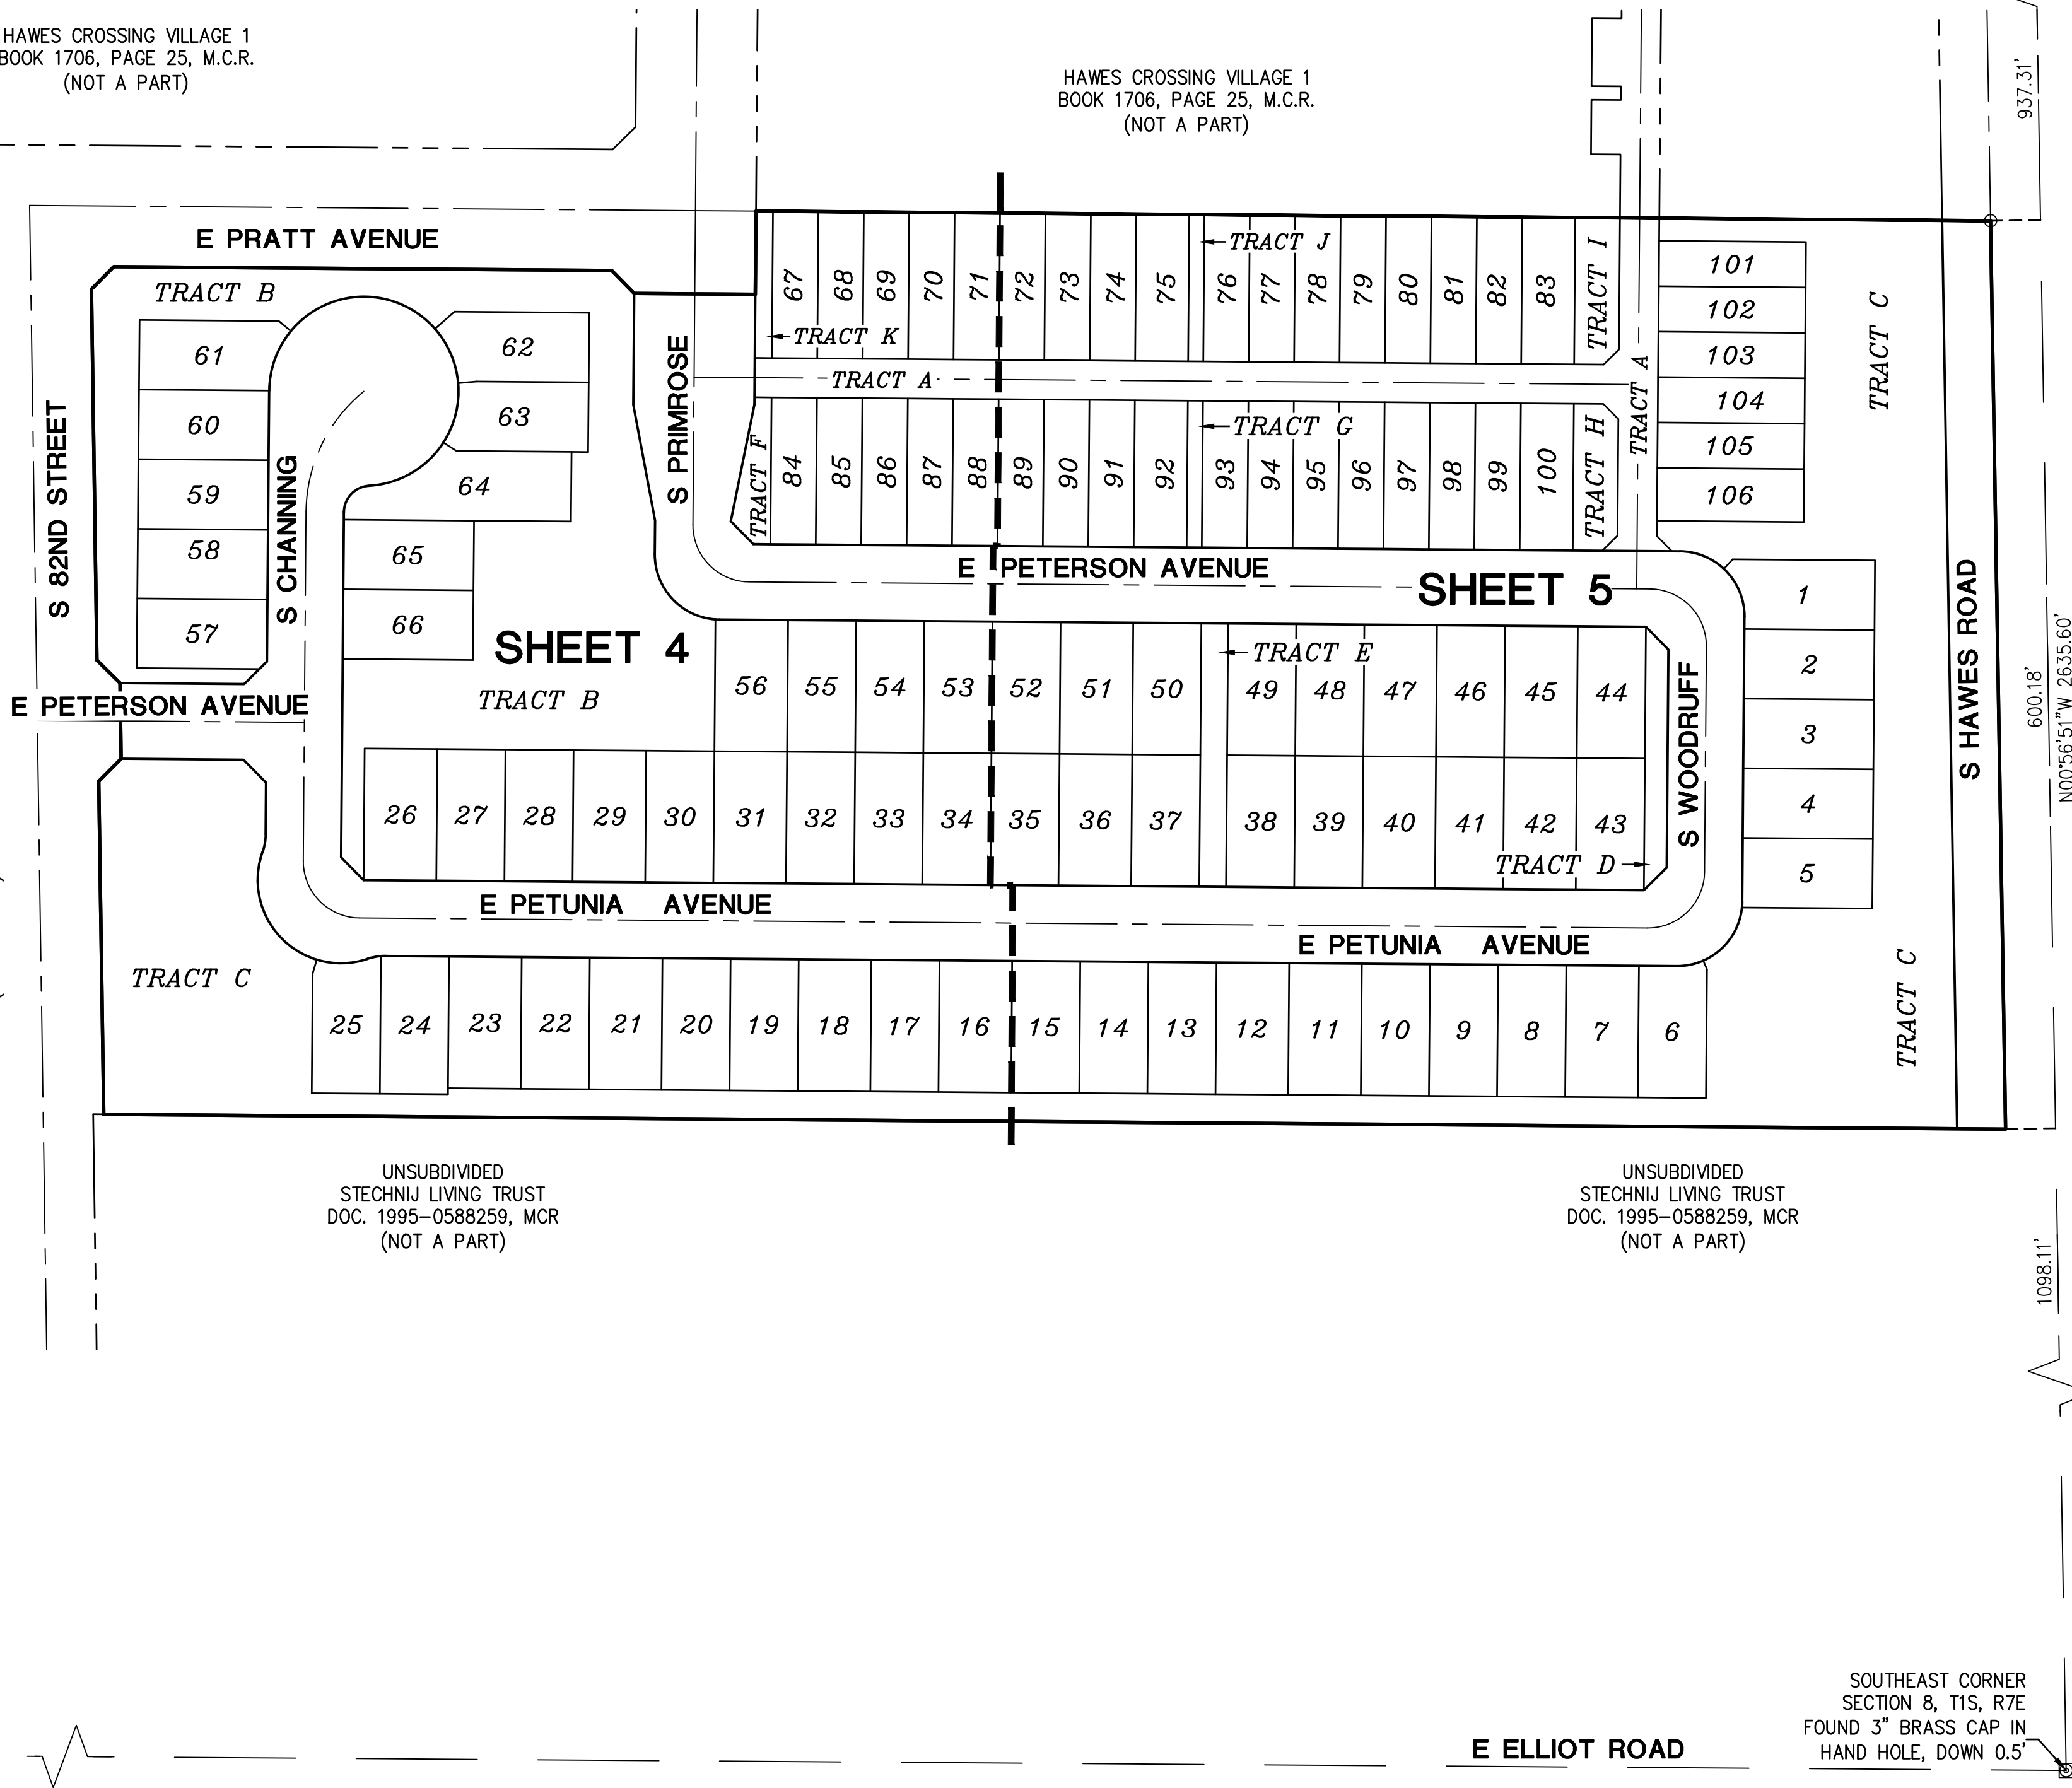 HAWES CROSSING VILLAGE 1
BOOK 1706, PAGE 25, M.C.R.
(NOT A PART)
HAWES CROSSING VILLAGE 1
BOOK 1706, PAGE 25, M.C.R.
(NOT A PART)
937.31'
E PRATT AVENUE
TRACT B
61
60
59
58
57
S 82ND STREET
S CHANNING
62
63
64
65
66
S PRIMROSE
67
68
69
70
71
72
73
74
75
TRACT J
76
77
78
79
80
81
82
83
TRACT I
TRACT K
TRACT A
TRACT A
TRACT F
84
85
86
87
88
89
90
91
92
TRACT G
93
94
95
96
97
98
99
100
TRACT H
101
102
103
104
105
106
TRACT C
E PETERSON AVENUE
SHEET 5
SHEET 4
TRACT B
E PETERSON AVENUE
56
55
54
53
52
51
50
TRACT E
49
48
47
46
45
44
S WOODRUFF
1
2
3
4
5
S HAWES ROAD
600.18'
N00°56'51"W 2635.60'
26
27
28
29
30
31
32
33
34
35
36
37
38
39
40
41
42
43
TRACT D
E PETUNIA AVENUE
E PETUNIA AVENUE
TRACT C
25
24
23
22
21
20
19
18
17
16
15
14
13
12
11
10
9
8
7
6
TRACT C
UNSUBDIVIDED
STECHNIJ LIVING TRUST
DOC. 1995-0588259, MCR
(NOT A PART)
UNSUBDIVIDED
STECHNIJ LIVING TRUST
DOC. 1995-0588259, MCR
(NOT A PART)
1098.11'
SOUTHEAST CORNER
SECTION 8, T1S, R7E
FOUND 3" BRASS CAP IN
HAND HOLE, DOWN 0.5'
E ELLIOT ROAD